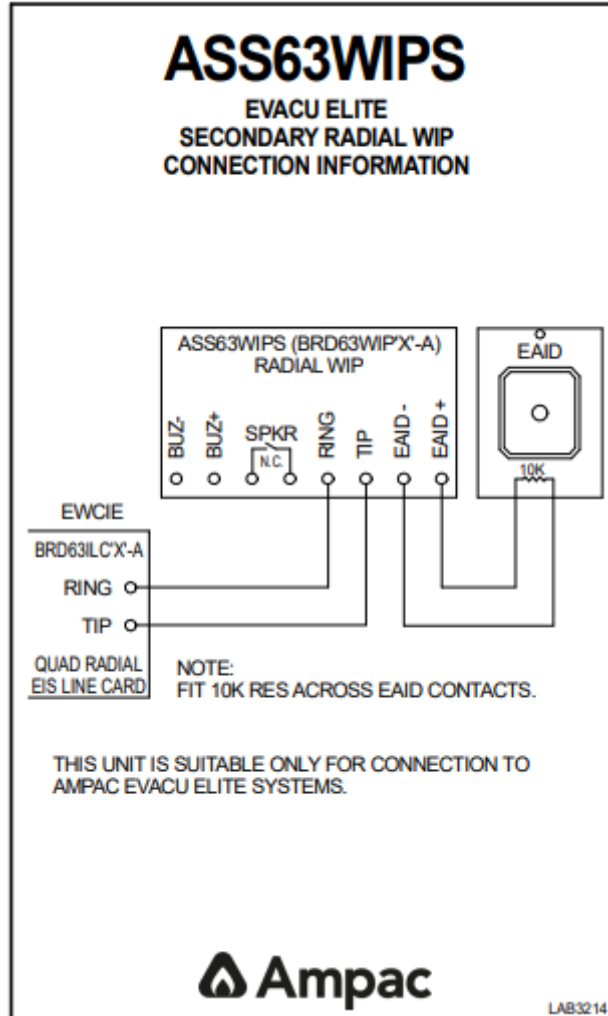 ASS63WIPS
EVACU ELITE
SECONDARY RADIAL WIP
CONNECTION INFORMATION
ASS63WIPS (BRD63WIP'X'-A)
RADIAL WIP
BUZ-
BUZ+
SPKR
N.C.
RING
TIP
EAID -
EAID +
EAID
10K
EWCIE
BRD63ILC'X'-A
RING
TIP
QUAD RADIAL
EIS LINE CARD
NOTE:
FIT 10K RES ACROSS EAID CONTACTS.
THIS UNIT IS SUITABLE ONLY FOR CONNECTION TO
AMPAC EVACU ELITE SYSTEMS.
Ampac
LAB3214